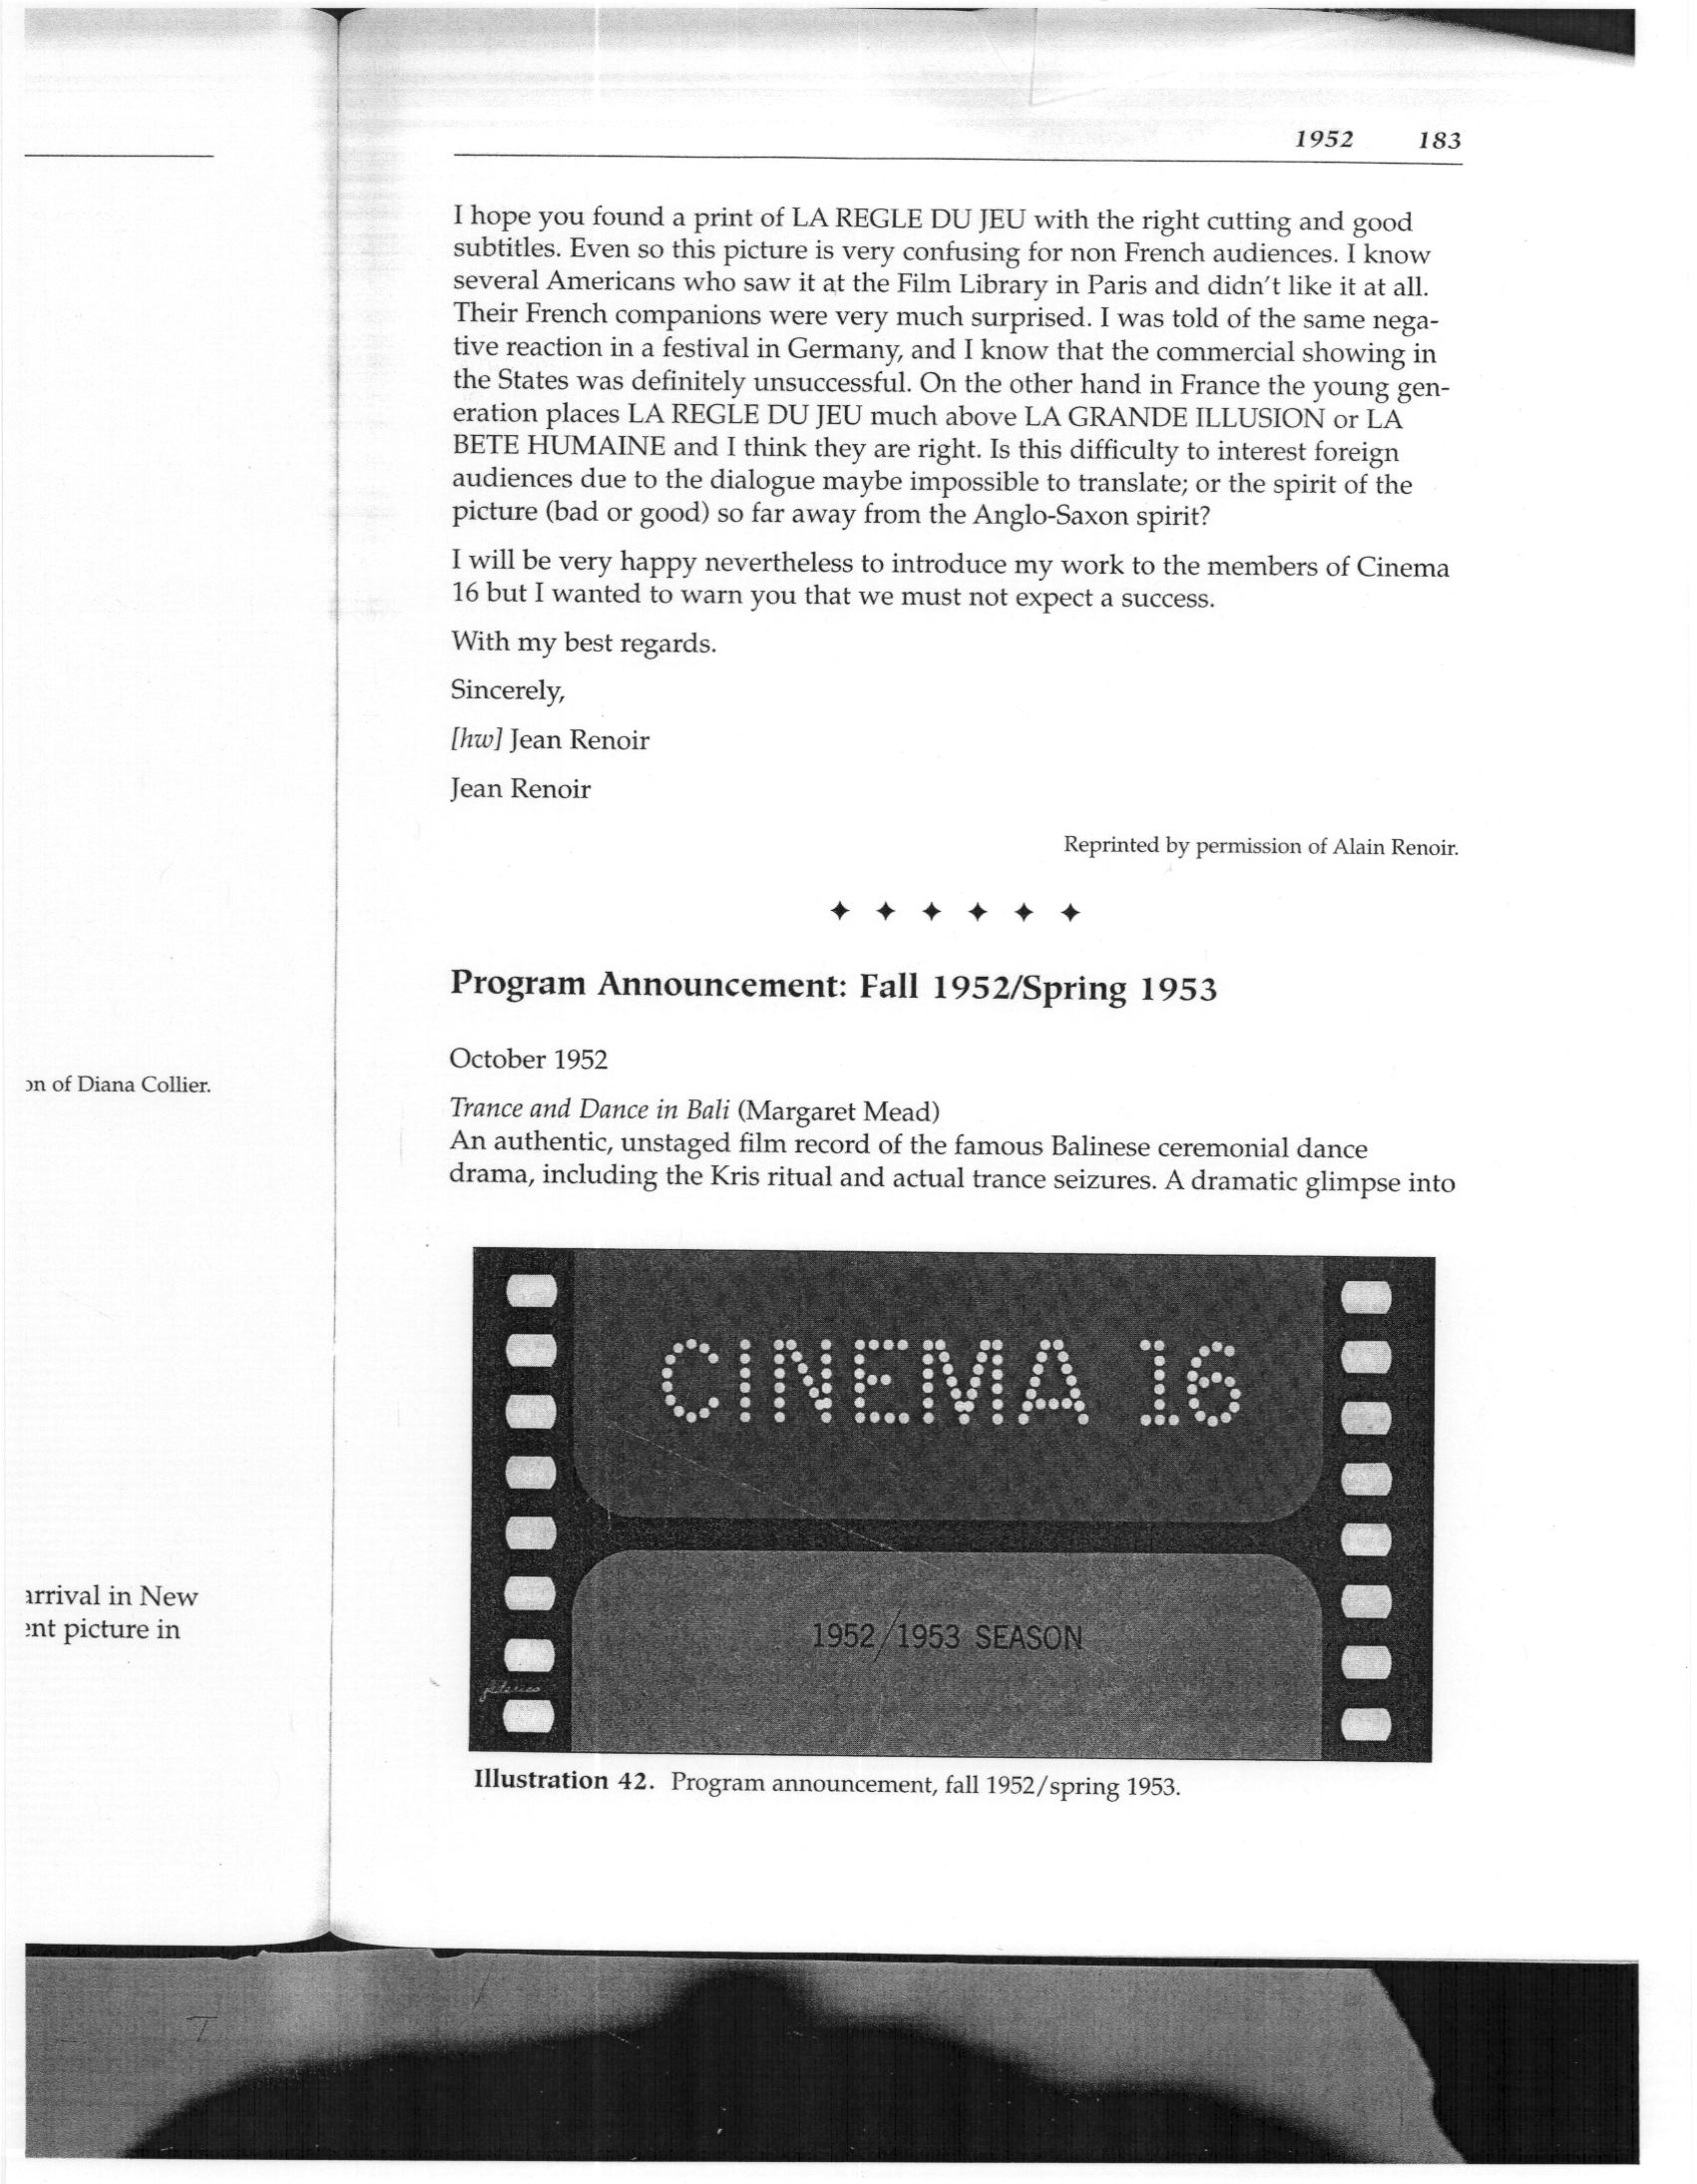 1952 183
I hope you found a print of LA REGLE DU JEU with the right cutting and good
subtitles. Even so this picture is very confusing for non French audiences. I know
several Americans who saw it at the Film Library in Paris and didn't like it at all.
Their French companions were very much surprised. I was told of the same nega-
tive reaction in a festival in Germany, and I know that the commercial showing in
the States was definitely unsuccessful. On the other hand in France the young gen-
eration places LA REGLE DU JEU much above LA GRANDE ILLUSION or LA
BETE HUMAINE and I think they are right. Is this difficulty to interest foreign
audiences due to the dialogue maybe impossible to translate; or the spirit of the
picture (bad or good) so far away from the Anglo-Saxon spirit?
I will be very happy nevertheless to introduce my work to the members of Cinema
16 but I wanted to warn you that we must not expect a success.
With my best regards.
Sincerely,
[hw] Jean Renoir
Jean Renoir
Reprinted by permission of Alain Renoir.
Program Announcement: Fall 1952/Spring 1953
October 1952
Trance and Dance in Bali (Margaret Mead)
An authentic, unstaged film record of the famous Balinese ceremonial dance
drama, including the Kris ritual and actual trance seizures. A dramatic glimpse into
CINEMA 16
1952/1953 SEASON
Illustration 42. Program announcement, fall 1952/spring 1953.
of Diana Collier.
in New
picture in